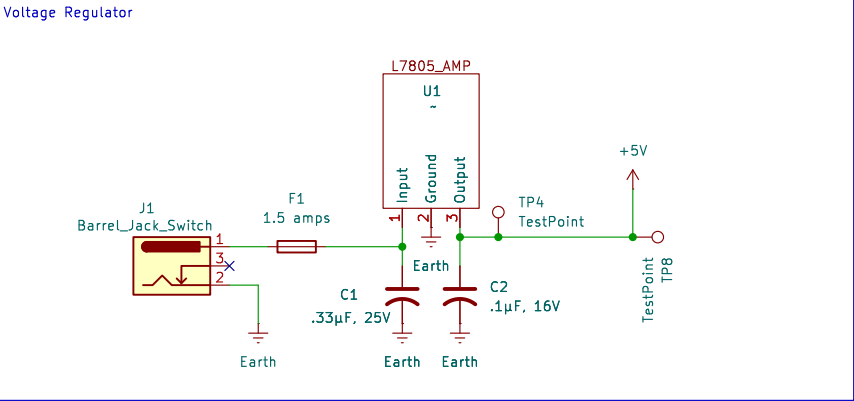 Voltage Regulator
L7805_AMP
U1
~
Input
Ground
Output
1
2
3
+5V
TP4
TestPoint
F1
1.5 amps
J1
Barrel_Jack_Switch
1
3
2
TestPoint
TP8
Earth
C1
.33µF, 25V
C2
.1µF, 16V
Earth
Earth
Earth